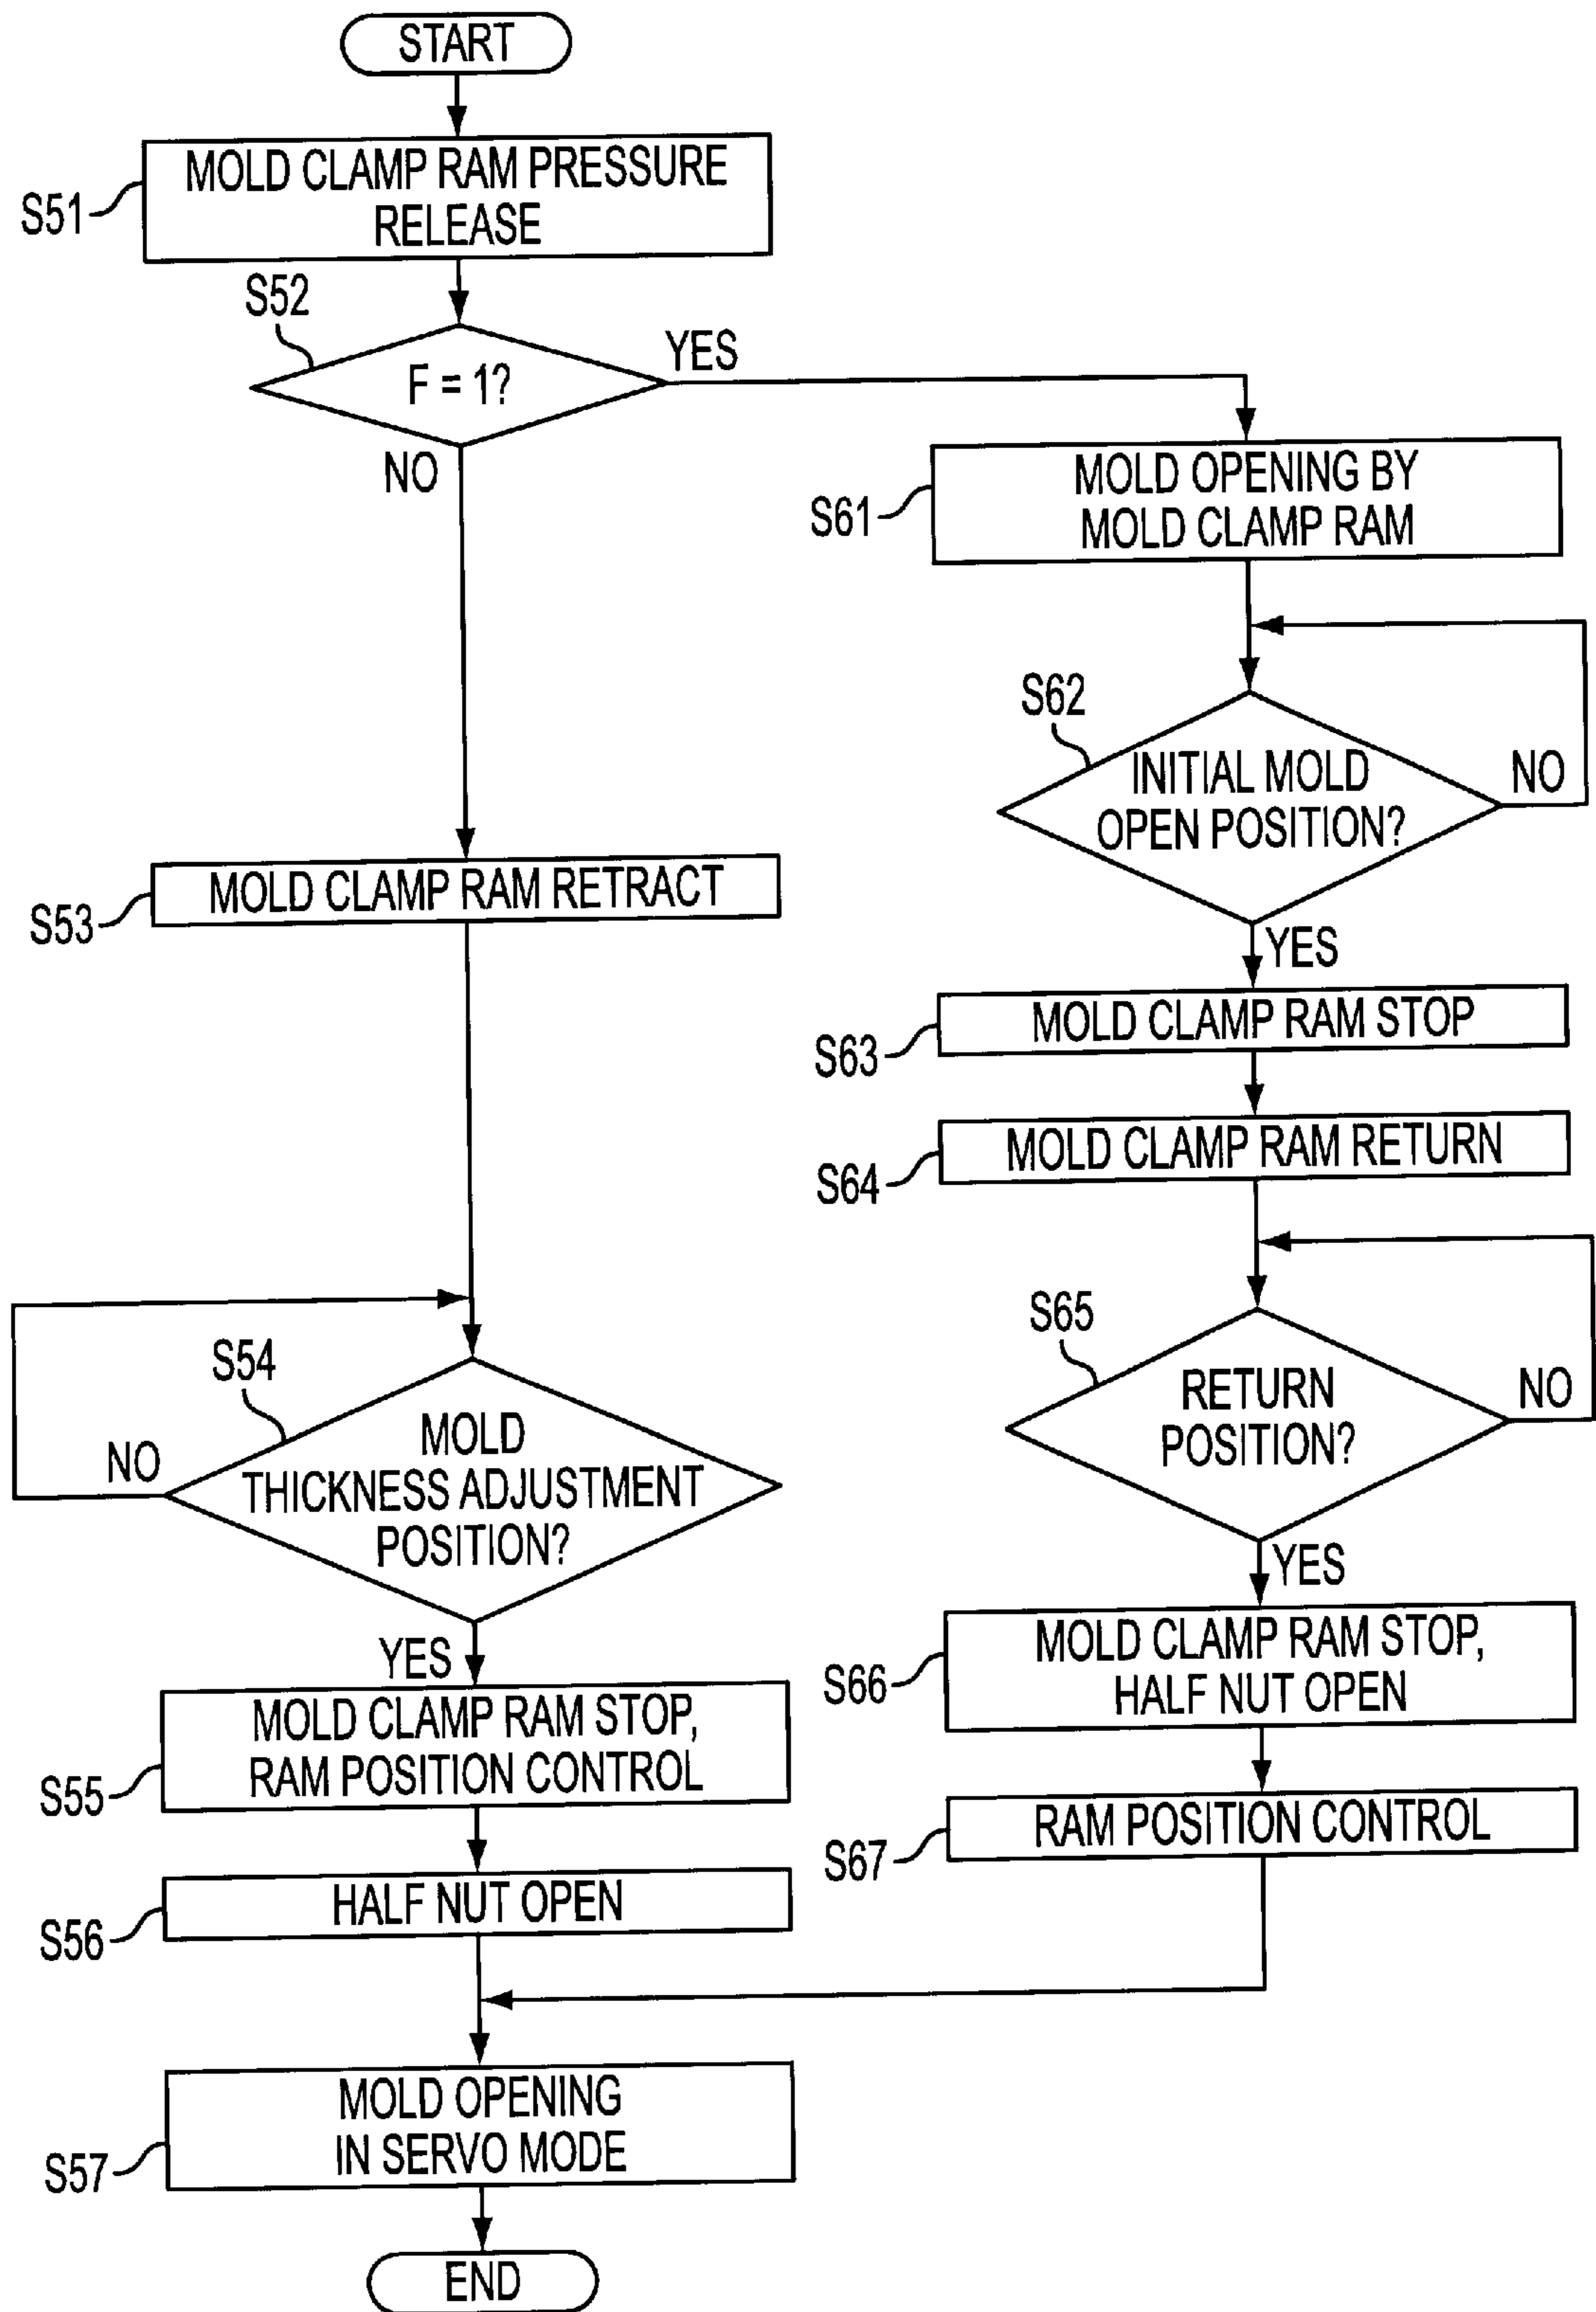 START
S51
MOLD CLAMP RAM PRESSURE
RELEASE
S52
F = 1?
YES
NO
S61
MOLD OPENING BY
MOLD CLAMP RAM
S62
INITIAL MOLD
OPEN POSITION?
NO
YES
S53
MOLD CLAMP RAM RETRACT
S63
MOLD CLAMP RAM STOP
S64
MOLD CLAMP RAM RETURN
S65
RETURN
POSITION?
NO
YES
S54
MOLD
THICKNESS ADJUSTMENT
POSITION?
NO
YES
S55
MOLD CLAMP RAM STOP,
RAM POSITION CONTROL
S66
MOLD CLAMP RAM STOP,
HALF NUT OPEN
S67
RAM POSITION CONTROL
S56
HALF NUT OPEN
S57
MOLD OPENING
IN SERVO MODE
END